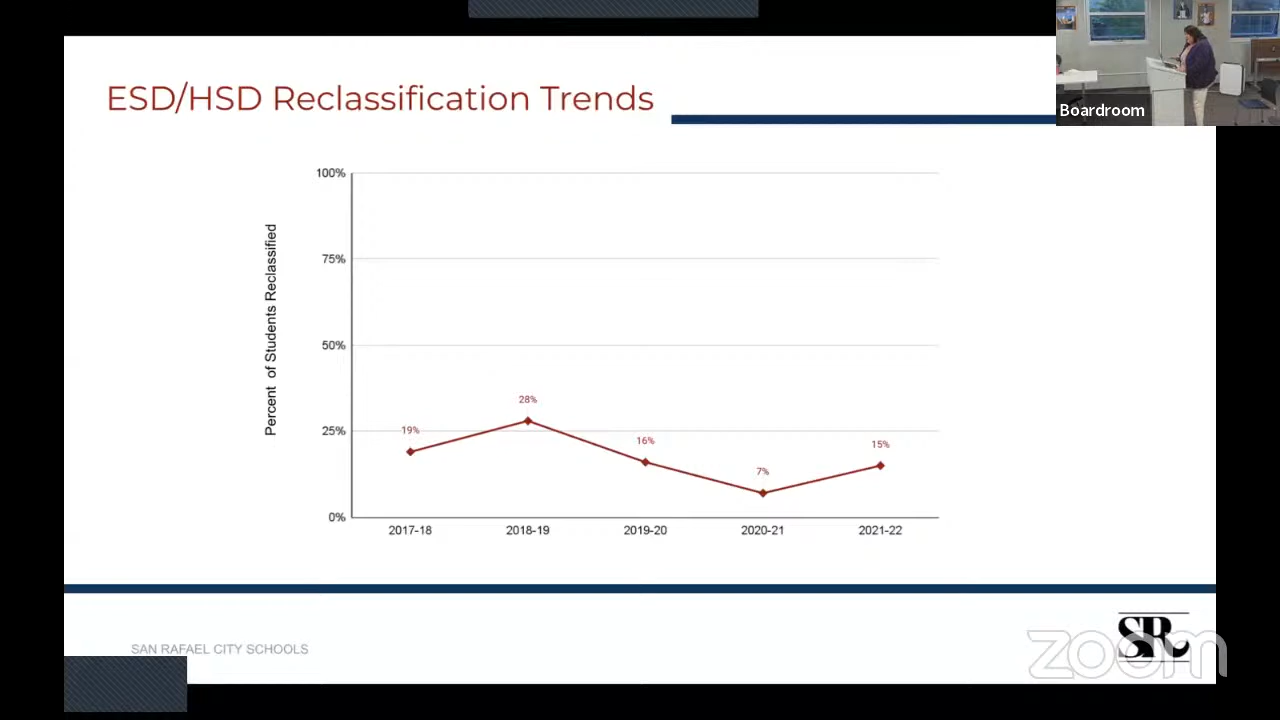 ESD/HSD Reclassification Trends
Boardroom
Percent of Students Reclassified
100%
75%
50%
25%
0%
19%
28%
16%
7%
15%
2017-18
2018-19
2019-20
2020-21
2021-22
SAN RAFAEL CITY SCHOOLS
SR
zoom